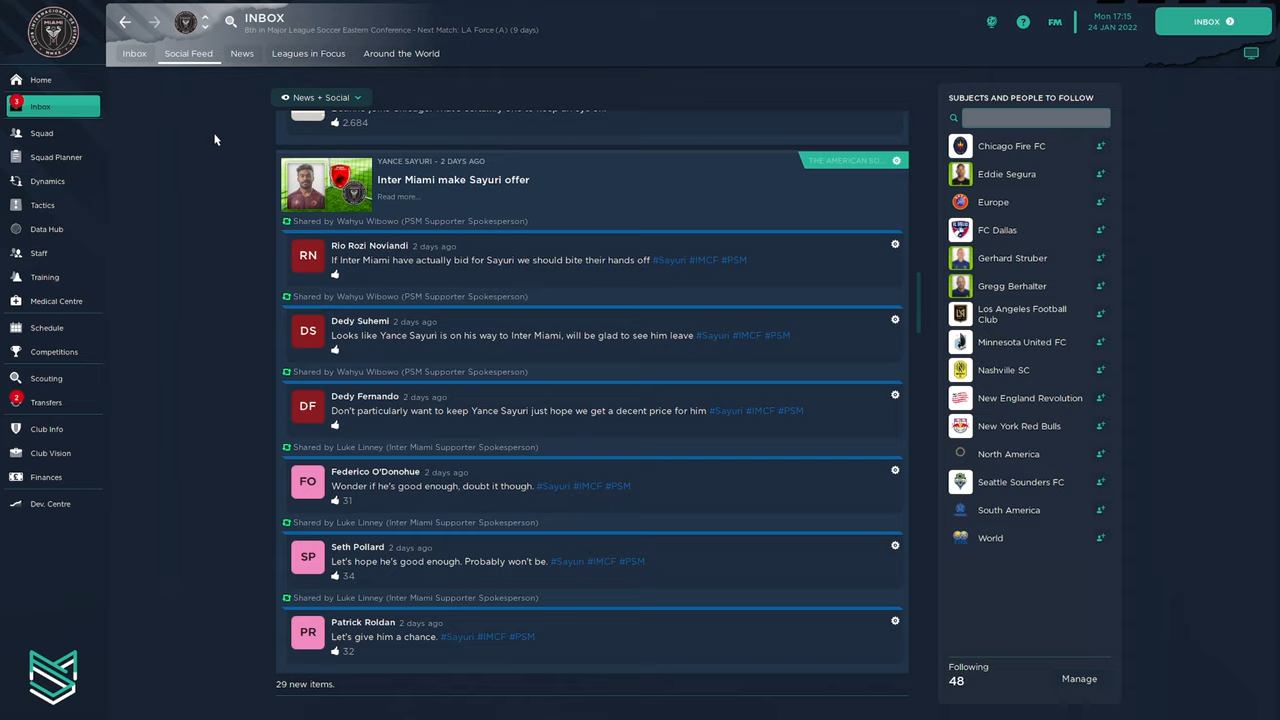 INBOX
8th in Major League Soccer Eastern Conference - Next Match: LA Force (A) (9 days)
FM
Mon 17:15
24 JAN 2022
INBOX
Inbox
Social Feed
News
Leagues in Focus
Around the World
MIAMI
Home
3
Inbox
Squad
Squad Planner
Dynamics
Tactics
Data Hub
Staff
Training
Medical Centre
Schedule
Competitions
Scouting
2
Transfers
Club Info
Club Vision
Finances
Dev. Centre
News + Social
2.684
YANCE SAYURI - 2 DAYS AGO
THE AMERICAN SO...
Inter Miami make Sayuri offer
Read more...
Shared by Wahyu Wibowo (PSM Supporter Spokesperson)
RN
Rio Rozi Noviandi 2 days ago
If Inter Miami have actually bid for Sayuri we should bite their hands off #Sayuri #IMCF #PSM
Shared by Wahyu Wibowo (PSM Supporter Spokesperson)
DS
Dedy Suhemi 2 days ago
Looks like Yance Sayuri is on his way to Inter Miami, will be glad to see him leave #Sayuri #IMCF #PSM
Shared by Wahyu Wibowo (PSM Supporter Spokesperson)
DF
Dedy Fernando 2 days ago
Don't particularly want to keep Yance Sayuri just hope we get a decent price for him #Sayuri #IMCF #PSM
Shared by Luke Linney (Inter Miami Supporter Spokesperson)
FO
Federico O'Donohue 2 days ago
Wonder if he's good enough, doubt it though. #Sayuri #IMCF #PSM
31
Shared by Luke Linney (Inter Miami Supporter Spokesperson)
SP
Seth Pollard 2 days ago
Let's hope he's good enough. Probably won't be. #Sayuri #IMCF #PSM
34
Shared by Luke Linney (Inter Miami Supporter Spokesperson)
PR
Patrick Roldan 2 days ago
Let's give him a chance. #Sayuri #IMCF #PSM
32
29 new items.
SUBJECTS AND PEOPLE TO FOLLOW
Chicago Fire FC
Eddie Segura
Europe
FC Dallas
Gerhard Struber
Gregg Berhalter
Los Angeles Football
Club
Minnesota United FC
Nashville SC
New England Revolution
New York Red Bulls
North America
Seattle Sounders FC
South America
World
Following
48
Manage